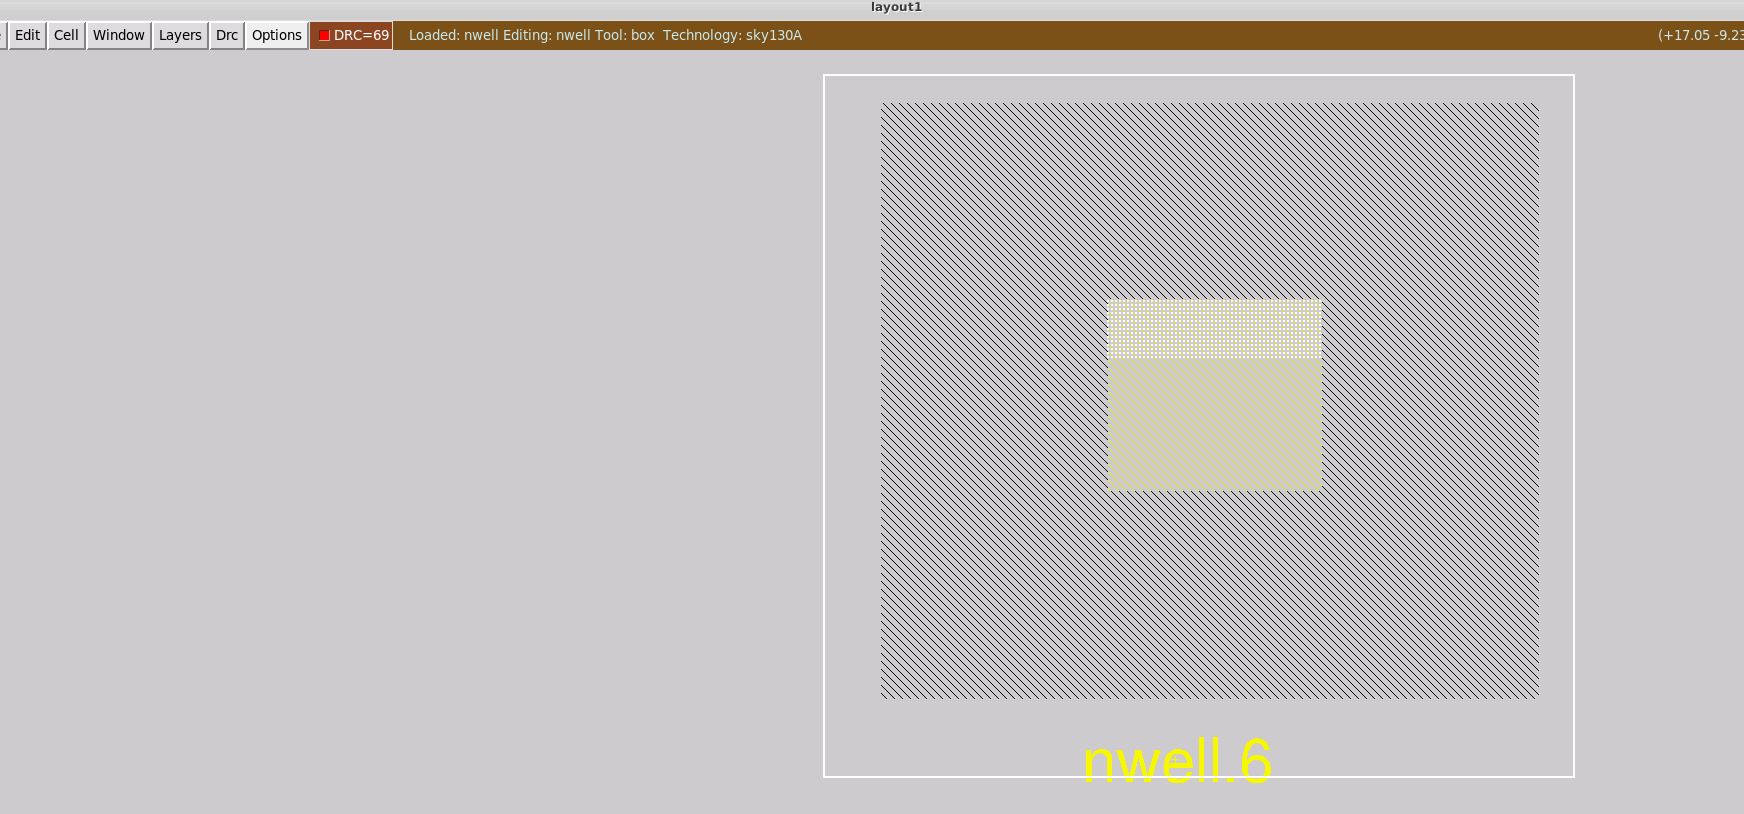 layout1
Edit Cell Window Layers Drc Options DRC=69 Loaded: nwell Editing: nwell Tool: box Technology: sky130A (+17.05 -9.23
nwell.6